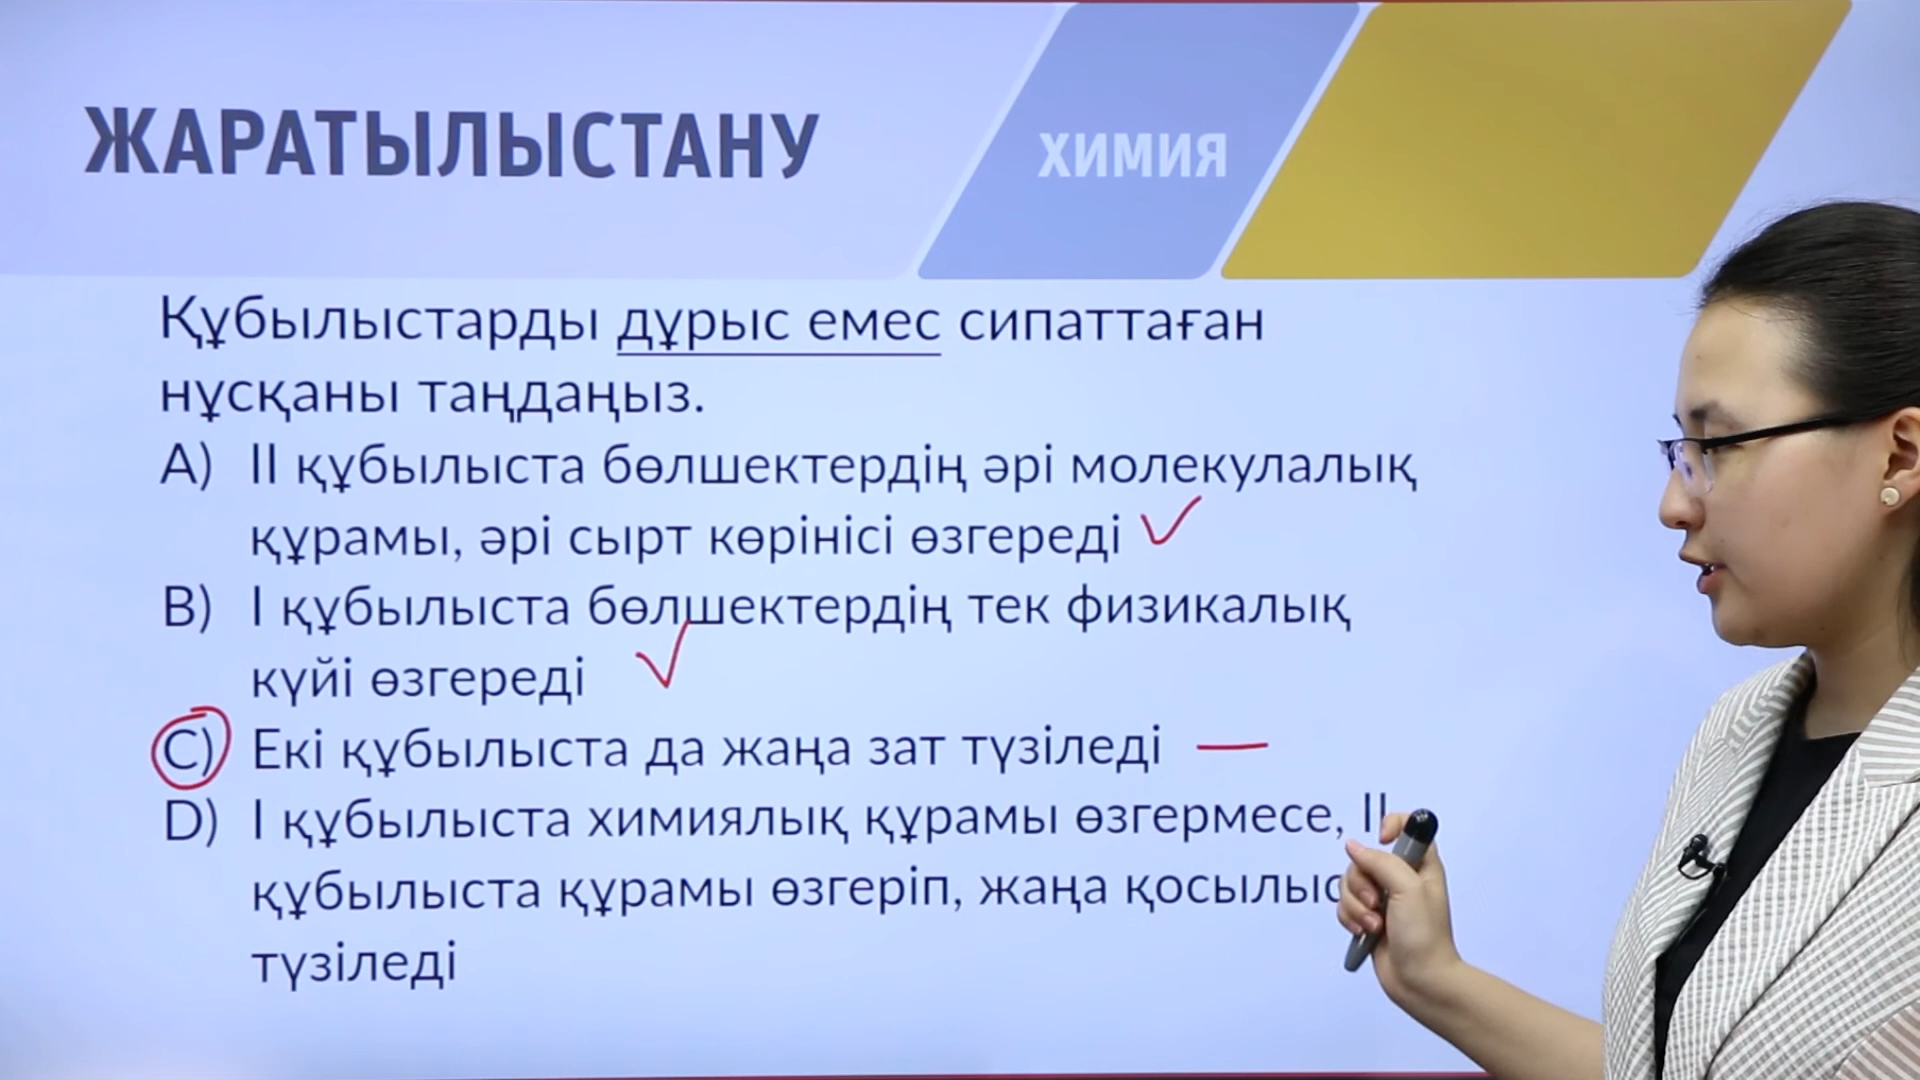 ЖАРАТЫЛЫСТАНУ
ХИМИЯ
Құбылыстарды дұрыс емес сипаттаған
нұсқаны таңдаңыз.
A) II құбылыста бөлшектердің әрі молекулалық
құрамы, әрі сырт көрінісі өзгереді
B) I құбылыста бөлшектердің тек физикалық
күйі өзгереді
C) Екі құбылыста да жаңа зат түзіледі
D) I құбылыста химиялық құрамы өзгермесе, II
құбылыста құрамы өзгеріп, жаңа
түзіледі